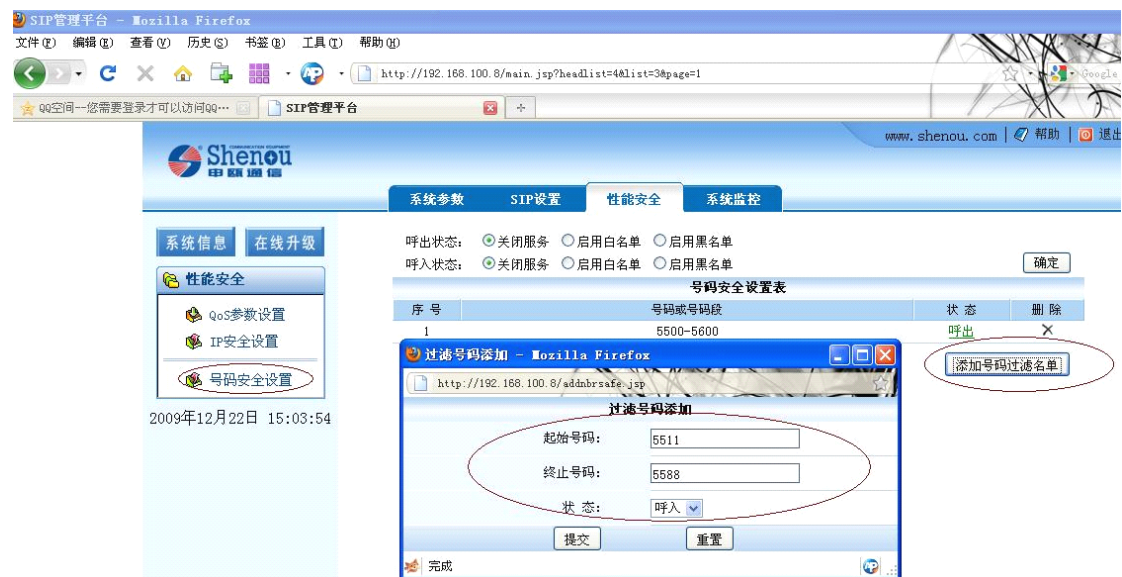 SIP管理平台 - Mozilla Firefox
文件(F) 编辑(E) 查看(V) 历史(S) 书签(B) 工具(T) 帮助(H)
http://192.168.100.8/main.jsp?headlist=4&list=3&page=1
Google
QQ空间--您需要登录才可以访问QQ… SIP管理平台
www.shenou.com 帮助 退出
Shenou
申瓯通信
系统参数 SIP设置 性能安全 系统监控
系统信息 在线升级
呼出状态: 关闭服务 启用白名单 启用黑名单
呼入状态: 关闭服务 启用白名单 启用黑名单 确定
性能安全
号码安全设置表
序号 号码或号码段 状态 删除
QoS参数设置
1 5500-5600 呼出
IP安全设置
过滤号码添加 - Mozilla Firefox
添加号码过滤名单
号码安全设置
http://192.168.100.8/addnbrsafe.jsp
2009年12月22日 15:03:54
过滤号码添加
起始号码: 5511
终止号码: 5588
状态: 呼入
提交 重置
完成